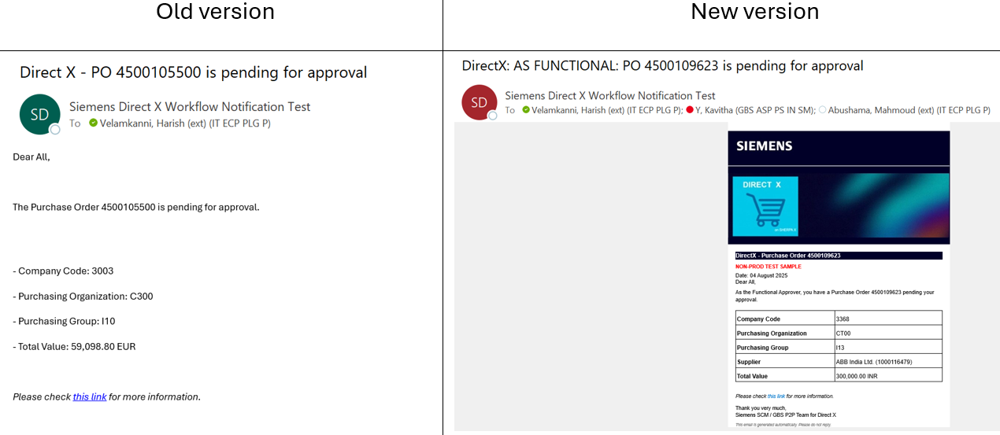 Old version
New version
Direct X - PO 4500105500 is pending for approval
SD
Siemens Direct X Workflow Notification Test
To Velamkanni, Harish (ext) (IT ECP PLG P)
Dear All,
The Purchase Order 4500105500 is pending for approval.
- Company Code: 3003
- Purchasing Organization: C300
- Purchasing Group: I10
- Total Value: 59,098.80 EUR
Please check this link for more information.
DirectX: AS FUNCTIONAL: PO 4500109623 is pending for approval
SD
Siemens Direct X Workflow Notification Test
To Velamkanni, Harish (ext) (IT ECP PLG P); Y, Kavitha (GBS ASP PS IN SM); Abushama, Mahmoud (ext) (IT ECP PLG P)
SIEMENS
DIRECT X
on SHERPA X
DirectX - Purchase Order 4500109623
NON-PROD TEST SAMPLE
Date: 04 August 2025
Dear All,
As the Functional Approver, you have a Purchase Order 4500109623 pending your
approval.
Company Code 3368
Purchasing Organization CT00
Purchasing Group I13
Supplier ABB India Ltd. (1000116479)
Total Value 300,000.00 INR
Please check this link for more information.
Thank you very much,
Siemens SCM / GBS P2P Team for Direct X
This email is generated automatically. Please do not reply.